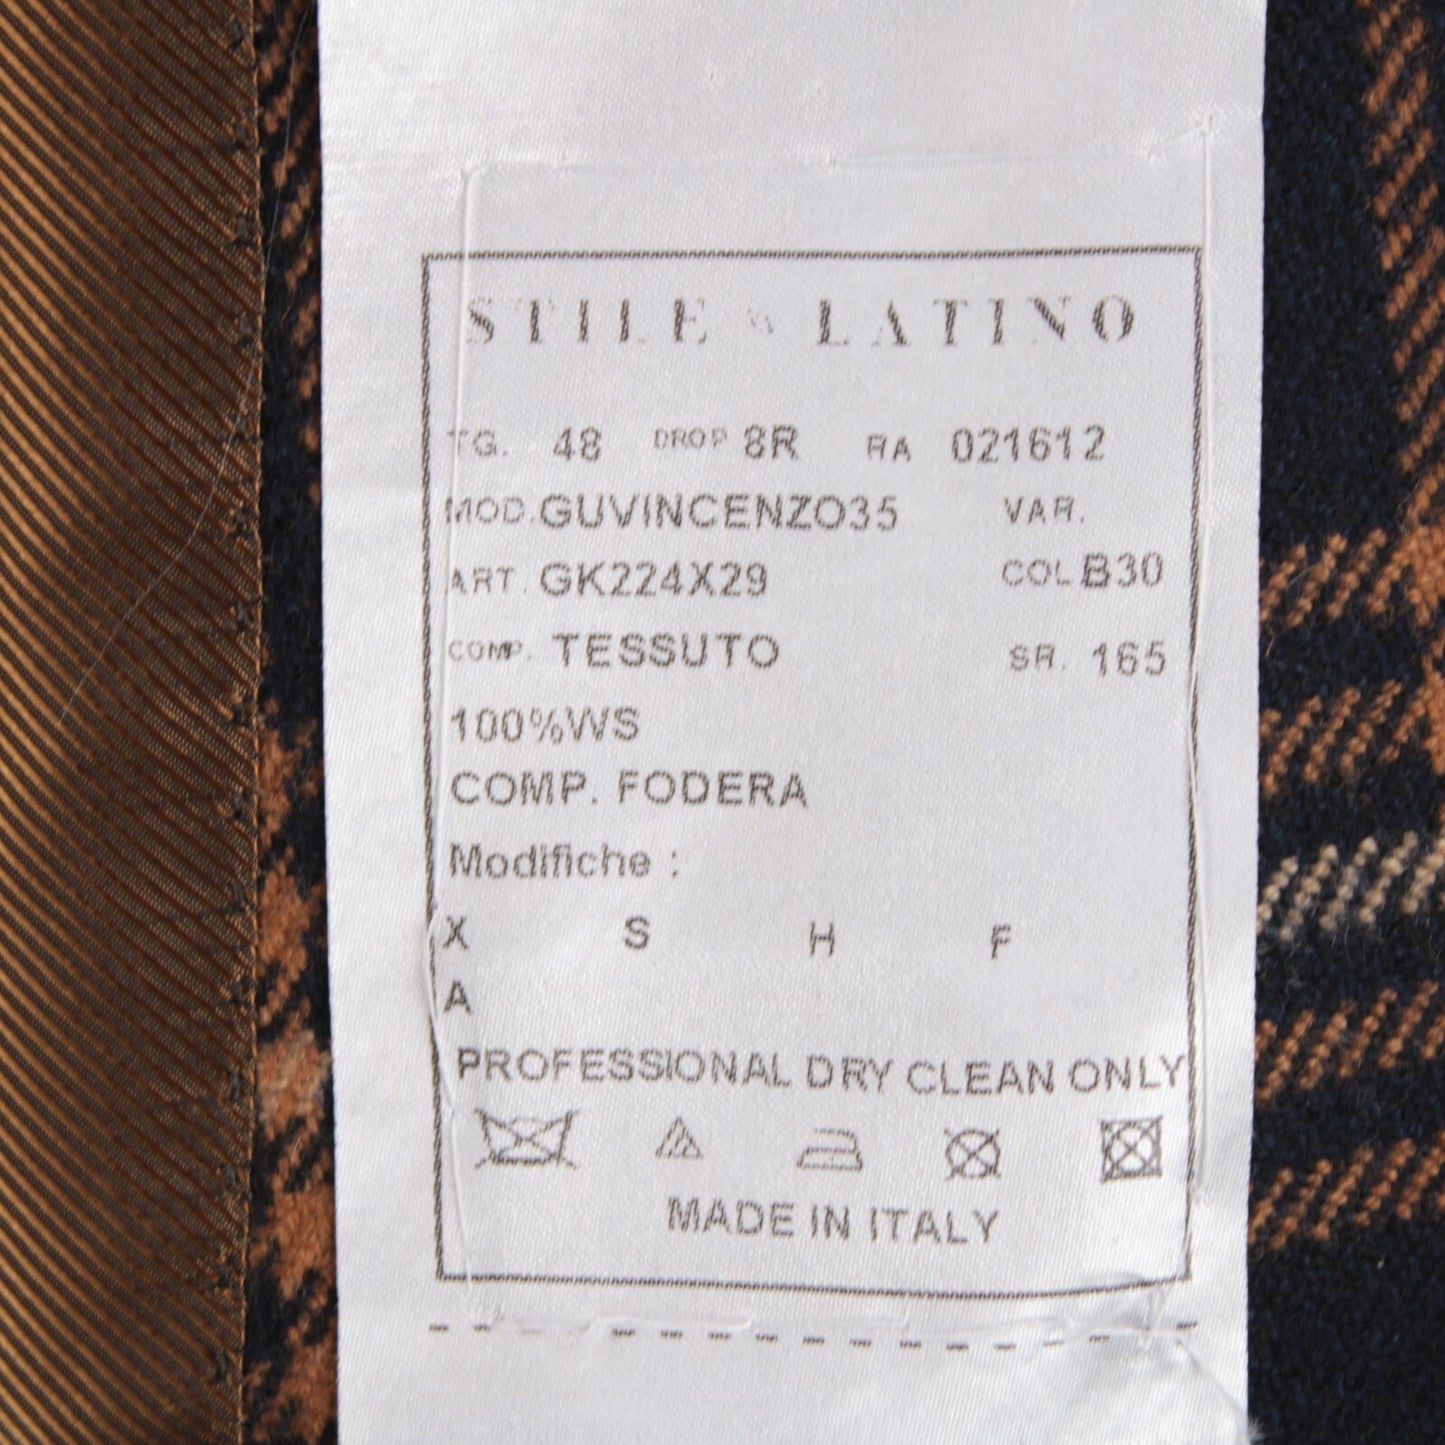 STILE LATINO
TG. 48 DROP 8R RA 021612
MOD. GUVINCENZO35 VAR.
ART. GK224X29 COL. B30
COMP. TESSUTO SR. 165
100%WS
COMP. FODERA
Modifiche :
X S H F
A
PROFESSIONAL DRY CLEAN ONLY
MADE IN ITALY